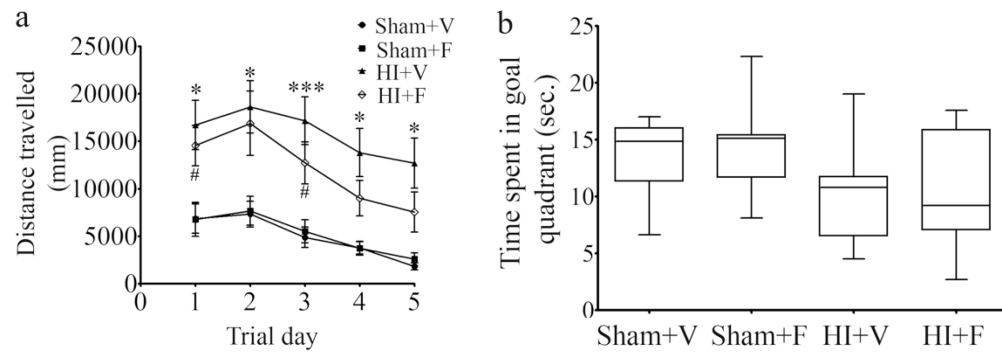 a
Sham+V
Sham+F
HI+V
HI+F
Distance travelled
(mm)
25000
20000
15000
10000
5000
0
* * *** * *
# #
0 1 2 3 4 5
Trial day
b
Time spent in goal
quadrant (sec.)
25
20
15
10
5
0
Sham+V Sham+F HI+V HI+F